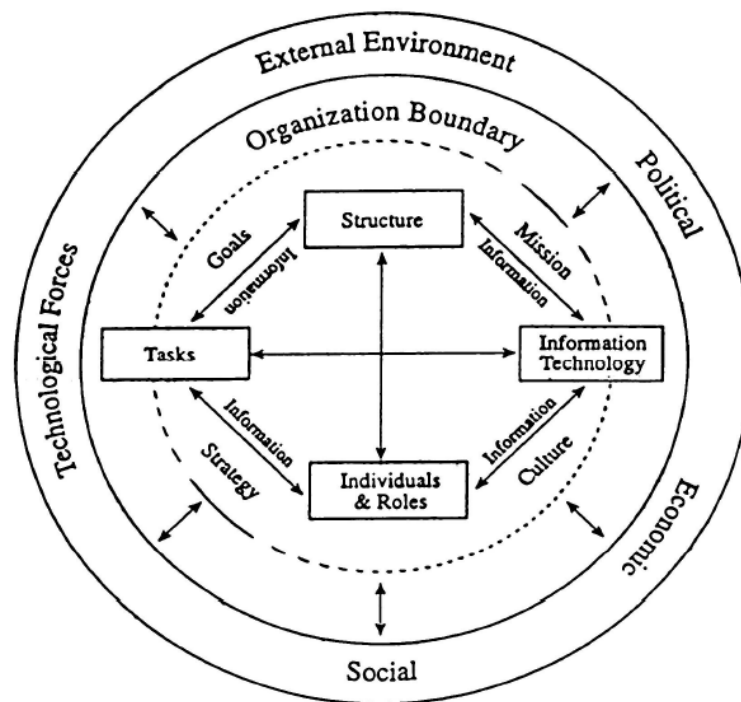 External Environment
Organization Boundary
Political
Technological Forces
Structure
Goals
Information
Mission
Information
Tasks
Information
Technology
Information
Strategy
Information
Culture
Individuals
& Roles
Economic
Social